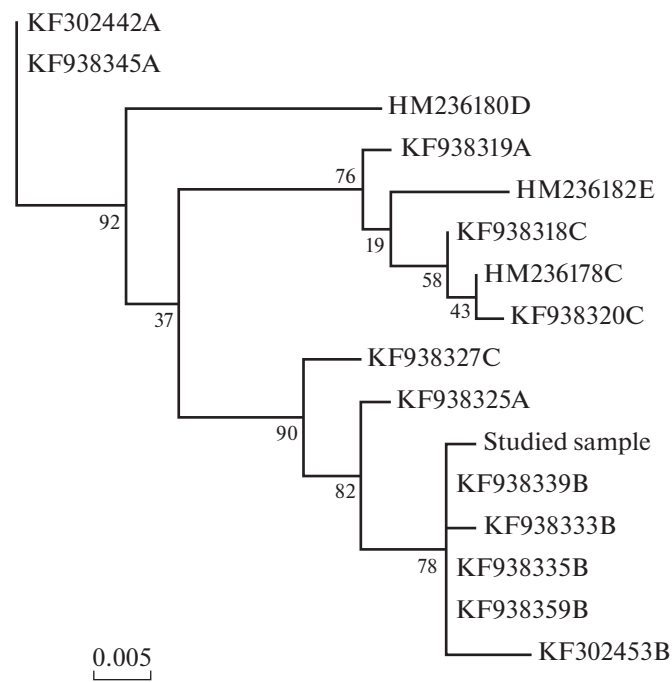 KF302442A
KF938345A
HM236180D
KF938319A
76
HM236182E
92
KF938318C
19
HM236178C
58
43
KF938320C
37
KF938327C
KF938325A
90
Studied sample
KF938339B
82
KF938333B
78
KF938335B
KF938359B
KF302453B
0.005